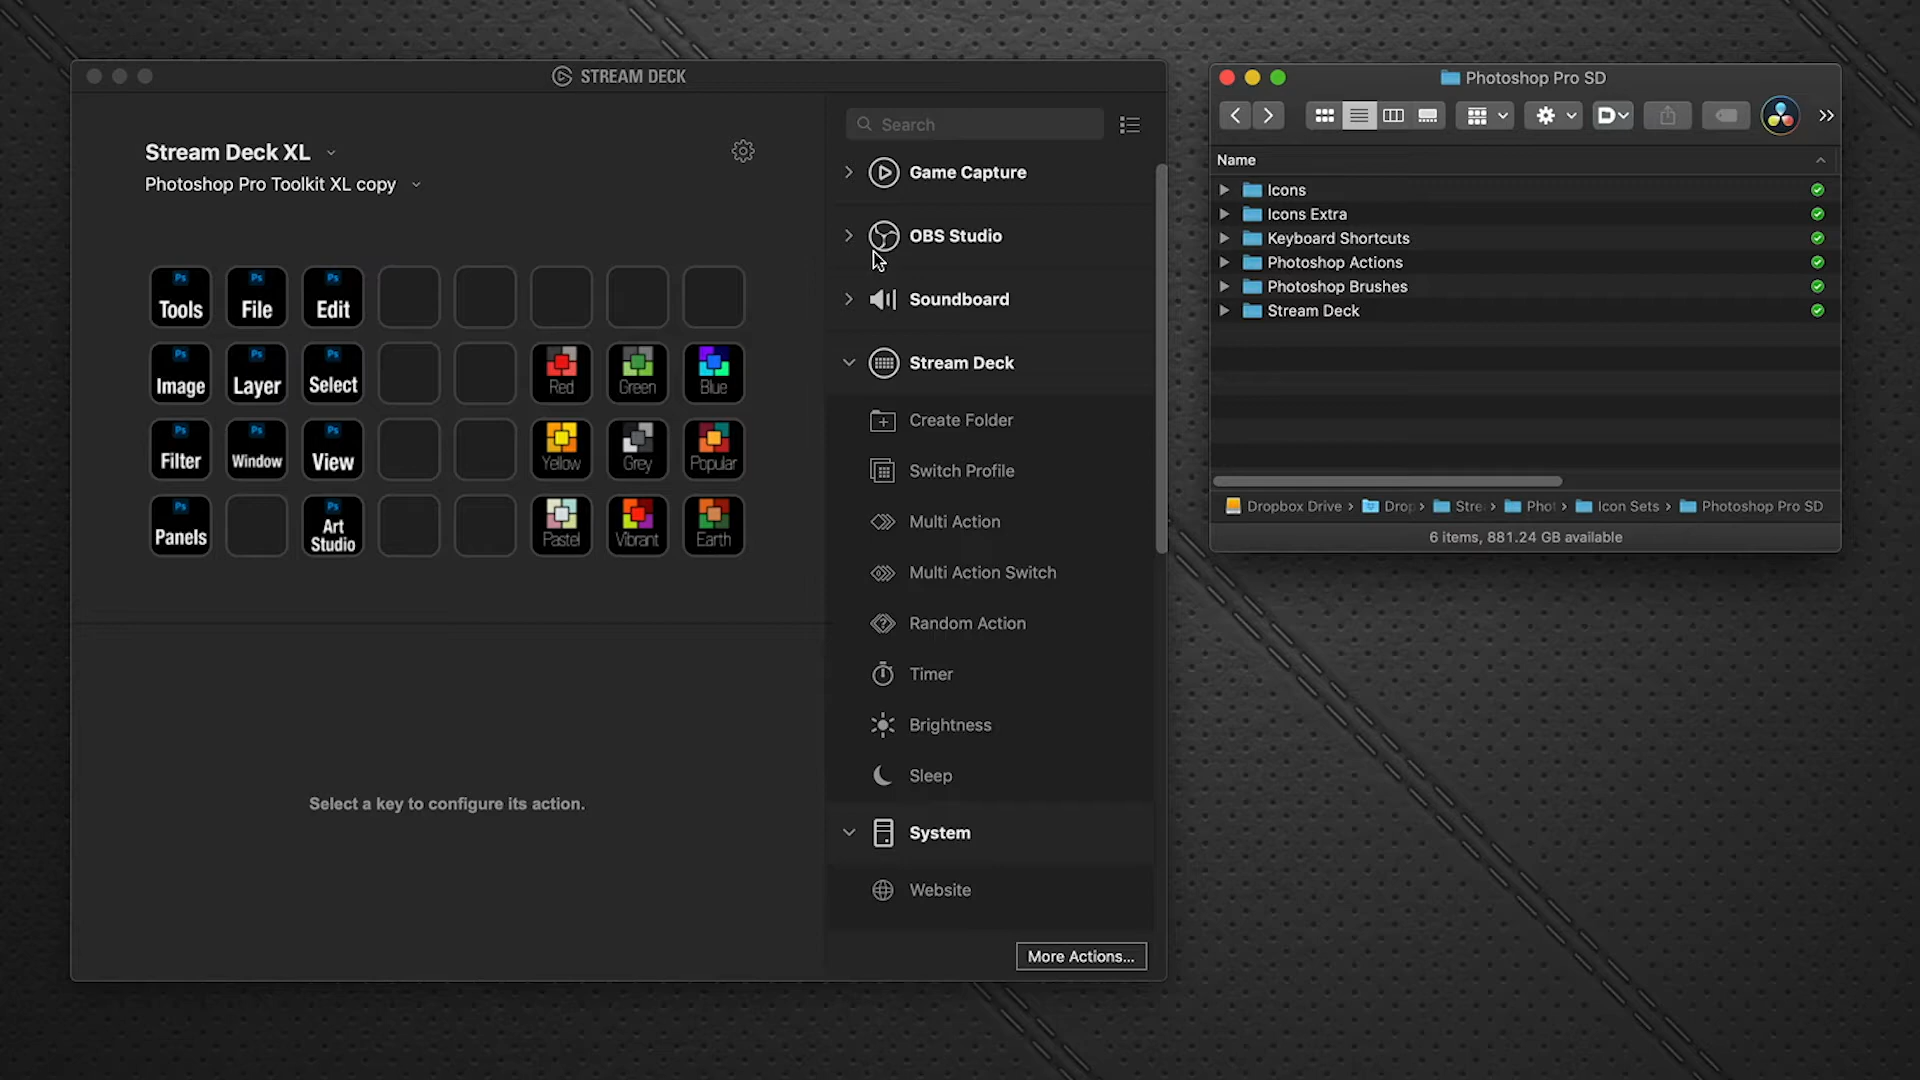 STREAM DECK
Stream Deck XL
Photoshop Pro Toolkit XL copy
Ps Tools
Ps File
Ps Edit
Ps Image
Ps Layer
Ps Select
Red
Green
Blue
Ps Filter
Ps Window
Ps View
Yellow
Grey
Popular
Ps Panels
Ps Art Studio
Pastel
Vibrant
Earth
Select a key to configure its action.
Search
Game Capture
OBS Studio
Soundboard
Stream Deck
Create Folder
Switch Profile
Multi Action
Multi Action Switch
Random Action
Timer
Brightness
Sleep
System
Website
More Actions...
Photoshop Pro SD
Name
Icons
Icons Extra
Keyboard Shortcuts
Photoshop Actions
Photoshop Brushes
Stream Deck
Dropbox Drive › Drop › Stre › Phot › Icon Sets › Photoshop Pro SD
6 items, 881.24 GB available